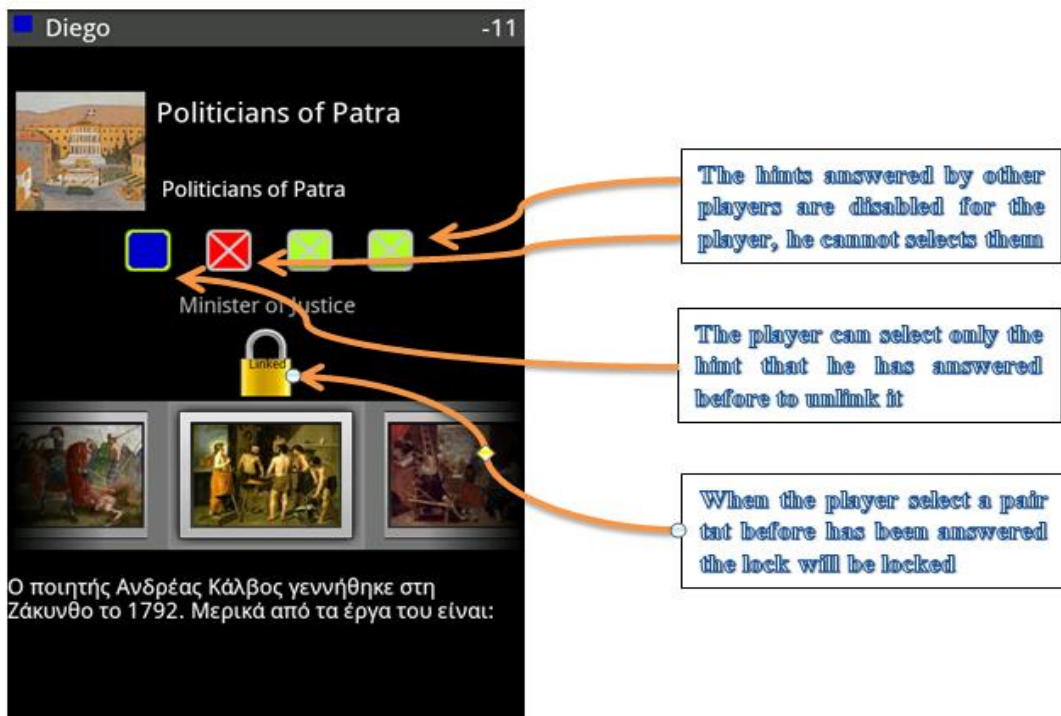 Diego -11
Politicians of Patra
Politicians of Patra
Minister of Justice
Linked
Ο ποιητής Ανδρέας Κάλβος γεννήθηκε στη
Ζάκυνθο το 1792. Μερικά από τα έργα του είναι:
The hints answered by other
players are disabled for the
player, he cannot selects them
The player can select only the
hint that he has answered
before to unlink it
When the player select a pair
tat before has been answered
the lock will be locked